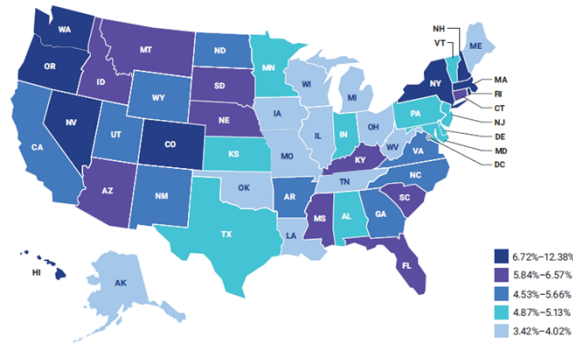 WA
OR
CA
NV
ID
MT
WY
UT
AZ
CO
NM
ND
SD
NE
KS
OK
TX
MN
IA
MO
AR
LA
WI
IL
MI
IN
OH
KY
TN
MS
AL
GA
FL
SC
NC
VA
WV
PA
NY
VT
NH
ME
MA
RI
CT
NJ
DE
MD
DC
HI
AK
6.72%–12.38%
5.84%–6.57%
4.53%–5.66%
4.87%–5.13%
3.42%–4.02%